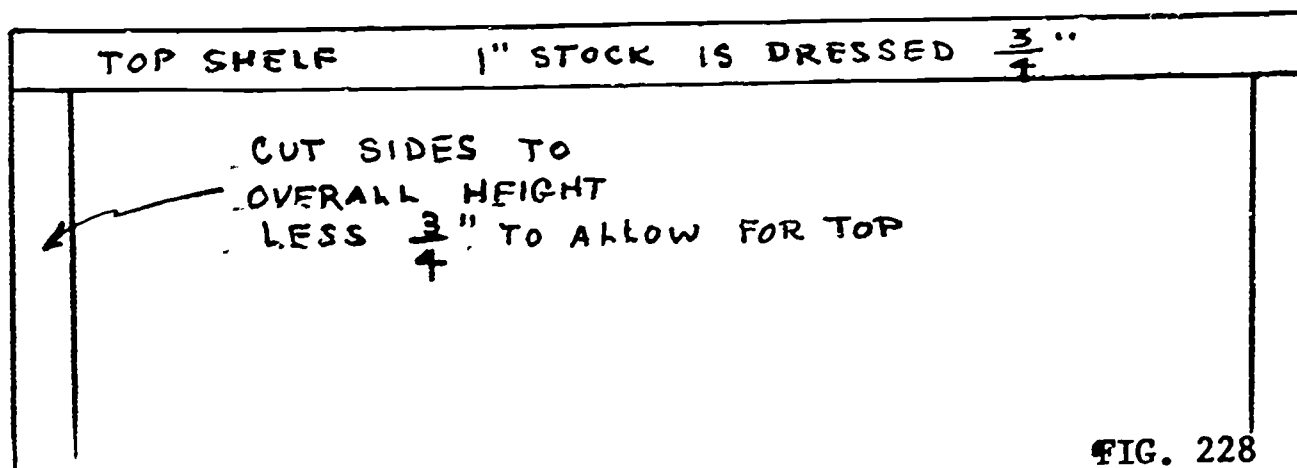 TOP SHELF 1" STOCK IS DRESSED 3/4"
CUT SIDES TO
OVERALL HEIGHT
LESS 3/4" TO ALLOW FOR TOP
FIG. 228